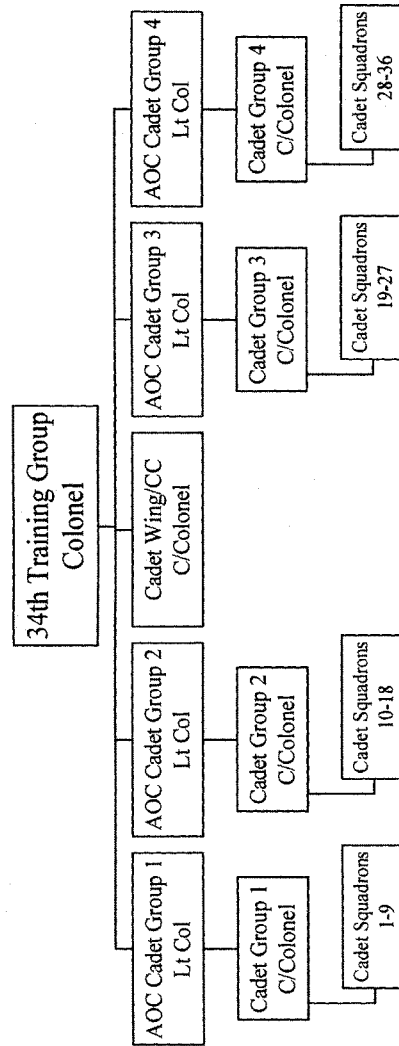 34th Training Group
Colonel
AOC Cadet Group 1
Lt Col
AOC Cadet Group 2
Lt Col
Cadet Wing/CC
C/Colonel
AOC Cadet Group 3
Lt Col
AOC Cadet Group 4
Lt Col
Cadet Group 1
C/Colonel
Cadet Group 2
C/Colonel
Cadet Group 3
C/Colonel
Cadet Group 4
C/Colonel
Cadet Squadrons
1-9
Cadet Squadrons
10-18
Cadet Squadrons
19-27
Cadet Squadrons
28-36